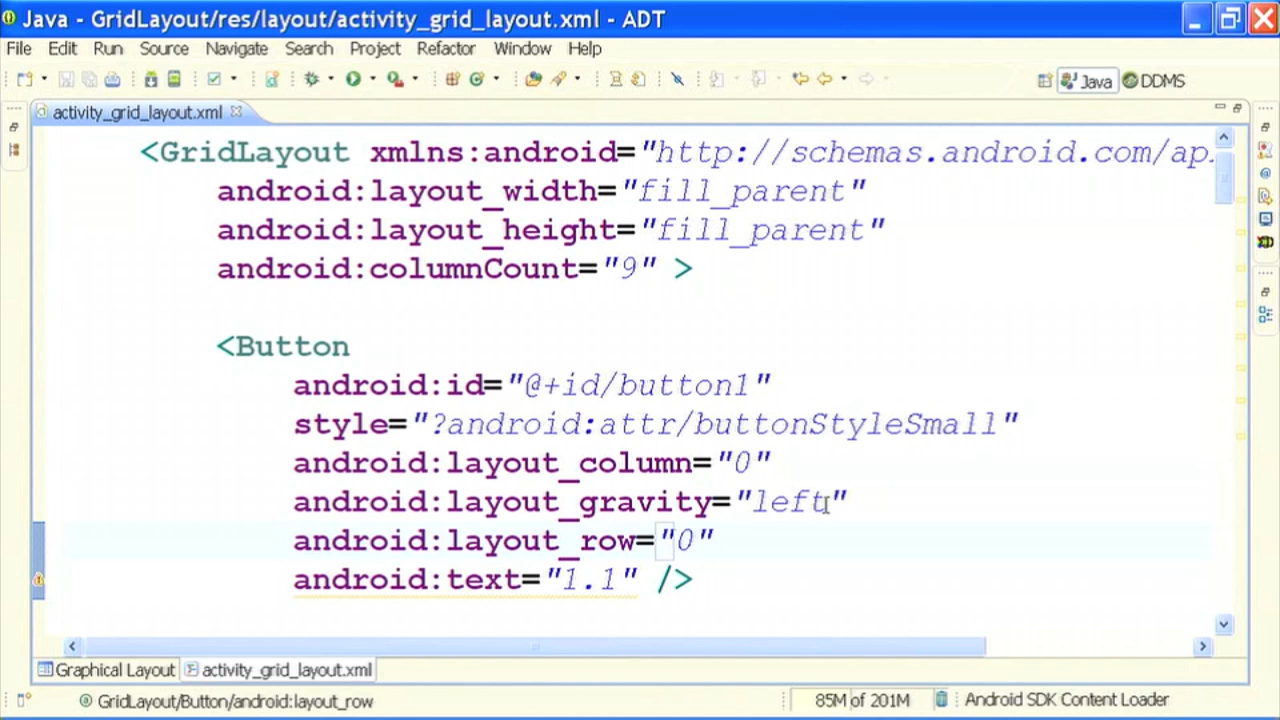 Java - GridLayout/res/layout/activity_grid_layout.xml - ADT
File Edit Run Source Navigate Search Project Refactor Window Help
Java DDMS
activity_grid_layout.xml
<GridLayout xmlns:android="http://schemas.android.com/ap
android:layout_width="fill_parent"
android:layout_height="fill_parent"
android:columnCount="9" >
<Button
android:id="@+id/button1"
style="?android:attr/buttonStyleSmall"
android:layout_column="0"
android:layout_gravity="left"
android:layout_row="0"
android:text="1.1" />
Graphical Layout activity_grid_layout.xml
GridLayout/Button/android:layout_row 85M of 201M Android SDK Content Loader